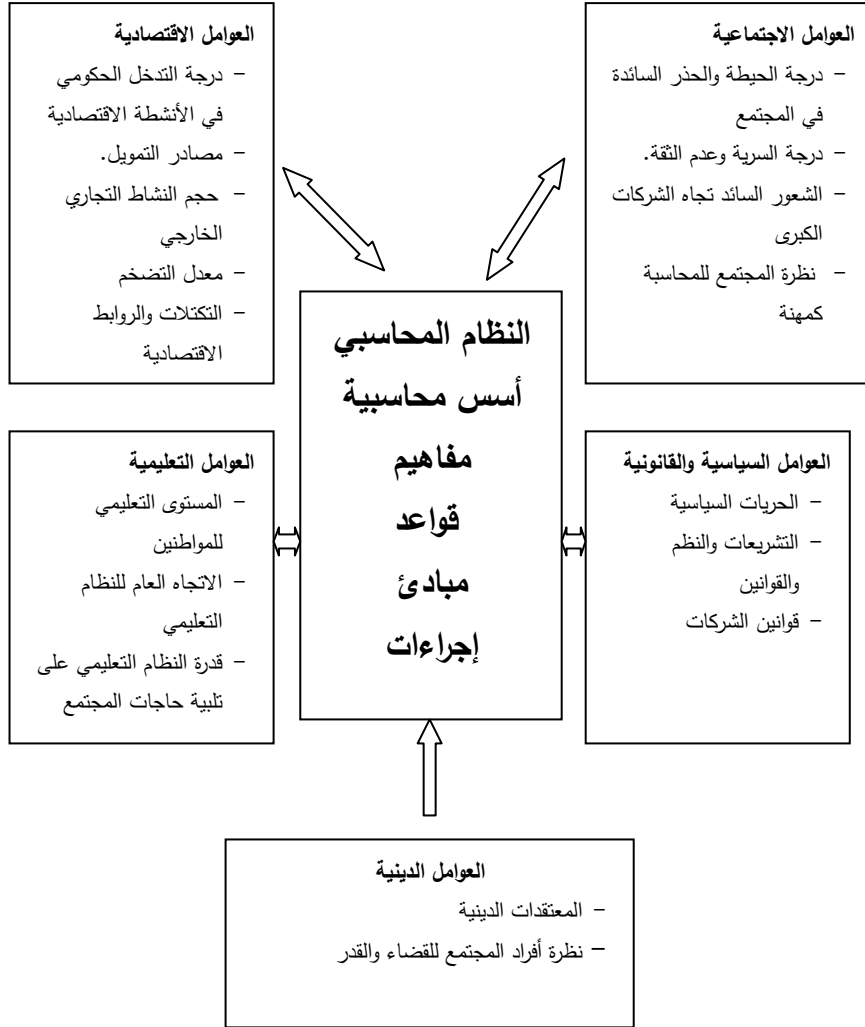 العوامل الاجتماعية
- درجة الحيطة والحذر السائدة
في المجتمع
- درجة السرية وعدم الثقة.
- الشعور السائد تجاه الشركات
الكبرى
- نظرة المجتمع للمحاسبة
كمهنة
العوامل الاقتصادية
- درجة التدخل الحكومي
في الأنشطة الاقتصادية
- مصادر التمويل.
- حجم النشاط التجاري
الخارجي
- معدل التضخم
- التكتلات والروابط
الاقتصادية
النظام المحاسبي
أسس محاسبية
مفاهيم
قواعد
مبادئ
إجراءات
العوامل السياسية والقانونية
- الحريات السياسية
- التشريعات والنظم
والقوانين
- قوانين الشركات
العوامل التعليمية
- المستوى التعليمي
للمواطنين
- الاتجاه العام للنظام
التعليمي
- قدرة النظام التعليمي على
تلبية حاجات المجتمع
العوامل الدينية
- المعتقدات الدينية
- نظرة أفراد المجتمع للقضاء والقدر